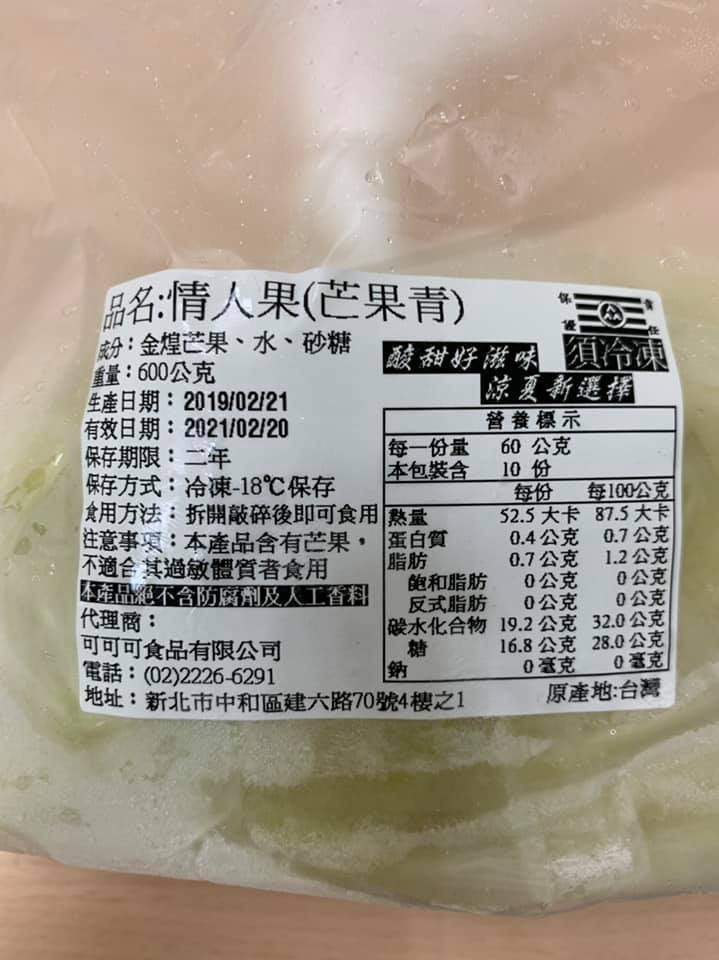 品名:情人果(芒果青)
成分：金煌芒果、水、砂糖
重量：600公克
生產日期：2019/02/21
有效日期：2021/02/20
保存期限：二年
保存方式：冷凍-18℃保存
食用方法：拆開敲碎後即可食用
注意事項：本產品含有芒果，
不適合其過敏體質者食用
本產品絕不含防腐劑及人工香料
代理商：
可可可食品有限公司
電話：(02)2226-6291
地址：新北市中和區建六路70號4樓之1
保 責
優 任
須冷凍
酸甜好滋味
涼夏新選擇
營養標示
每一份量 60 公克
本包裝含 10 份
每份 每100公克
熱量 52.5 大卡 87.5 大卡
蛋白質 0.4 公克 0.7 公克
脂肪 0.7 公克 1.2 公克
飽和脂肪 0 公克 0 公克
反式脂肪 0 公克 0 公克
碳水化合物 19.2 公克 32.0 公克
糖 16.8 公克 28.0 公克
鈉 0 毫克 0 毫克
原產地:台灣